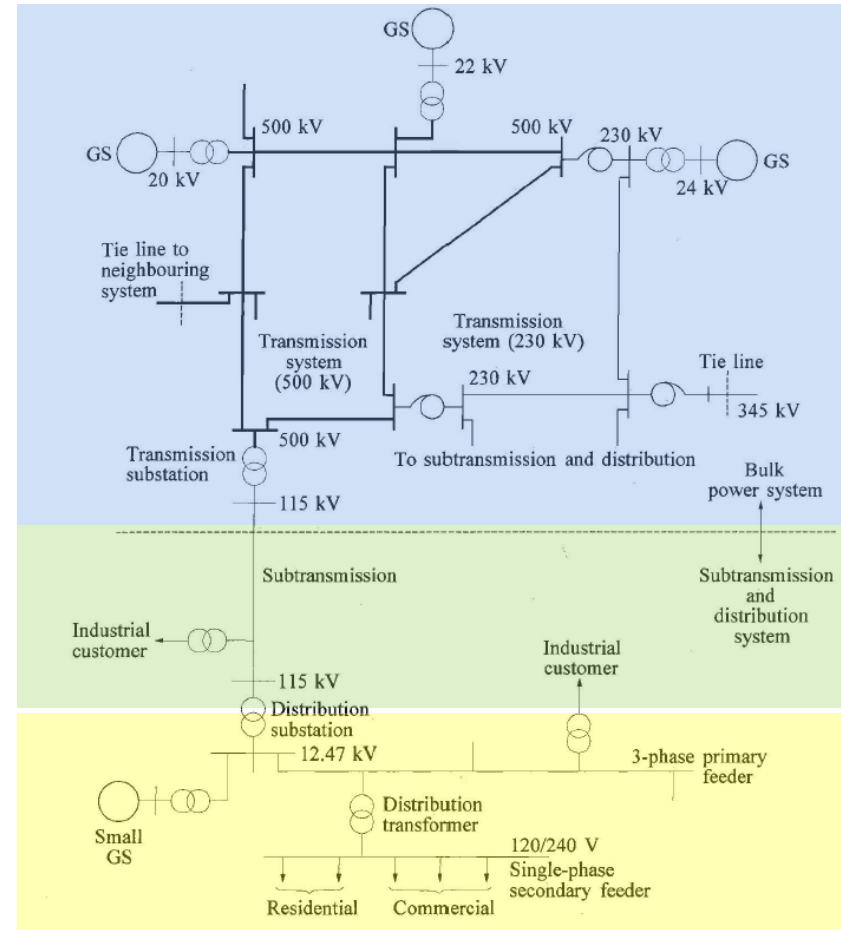 GS
22 kV
500 kV
500 kV
230 kV
GS
20 kV
24 kV
GS
Tie line to
neighbouring
system
Transmission
system
(500 kV)
Transmission
system (230 kV)
Tie line
230 kV
345 kV
500 kV
Transmission
substation
To subtransmission and distribution
Bulk
power system
115 kV
Subtransmission
Subtransmission
and
distribution
system
Industrial
customer
Industrial
customer
115 kV
Distribution
substation
12.47 kV
3-phase primary
feeder
Small
GS
Distribution
transformer
120/240 V
Single-phase
secondary feeder
Residential
Commercial